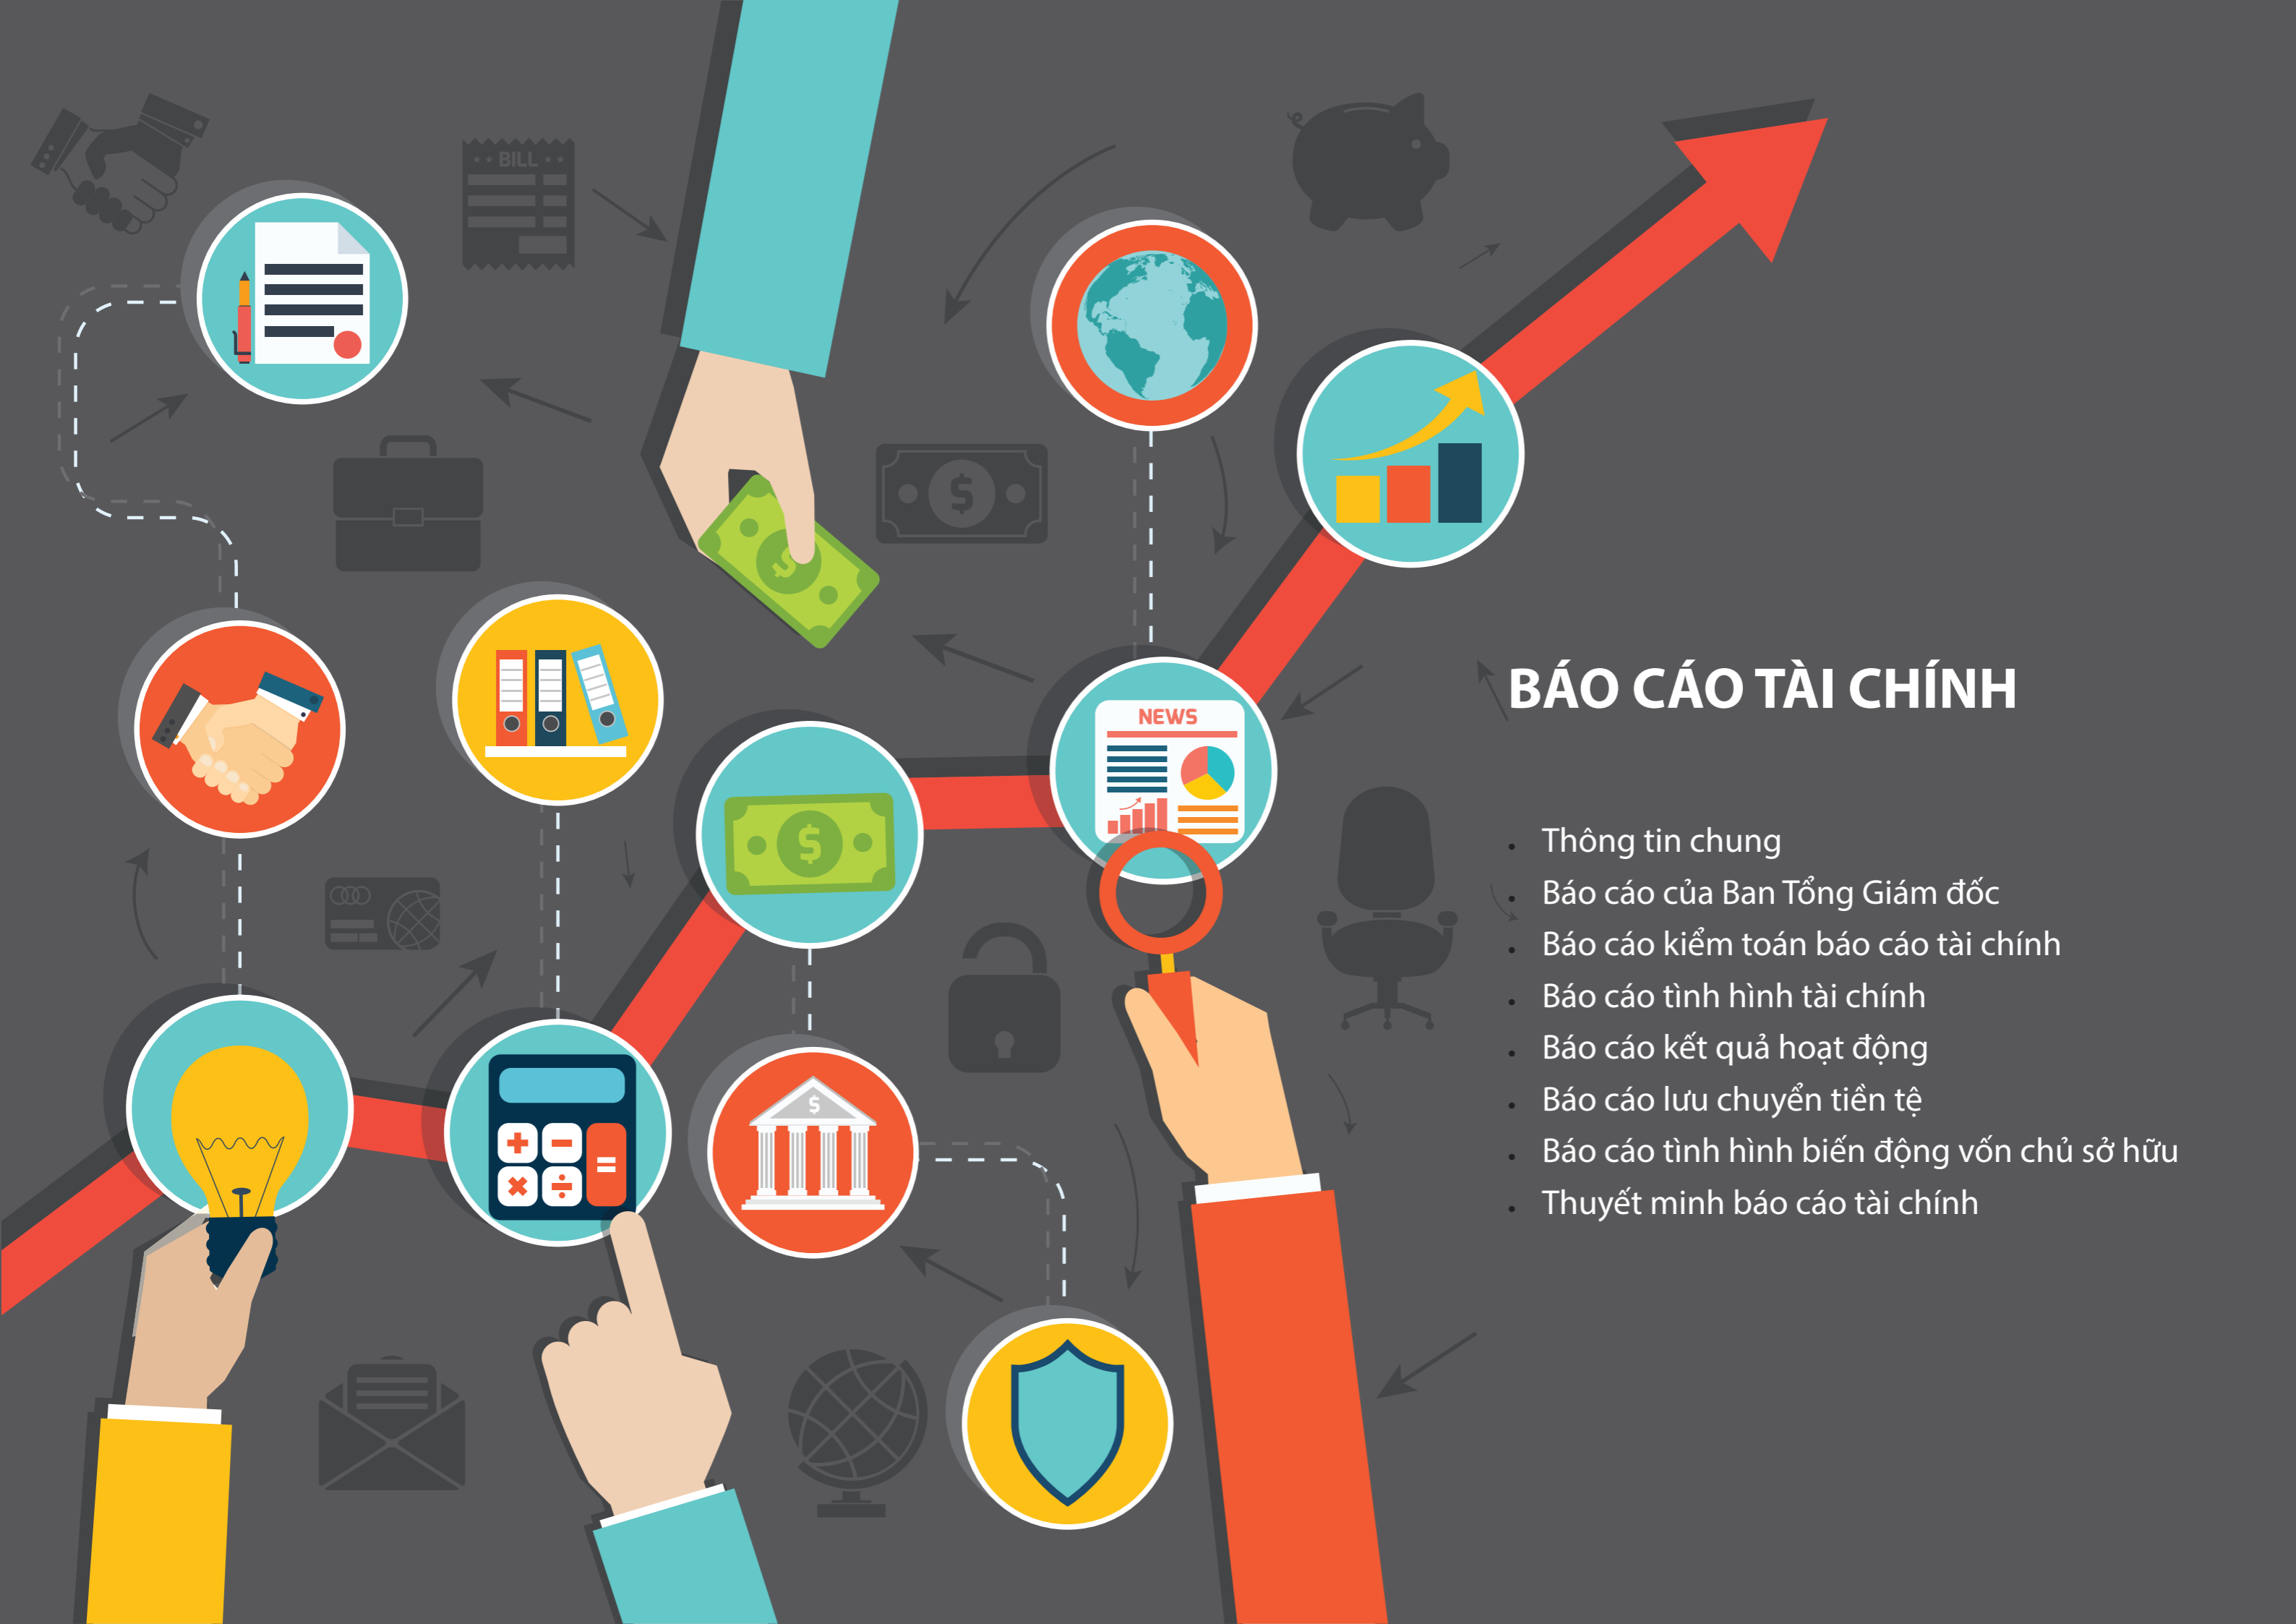 BILL
$
$
NEWS
$
$
BÁO CÁO TÀI CHÍNH
Thông tin chung
Báo cáo của Ban Tổng Giám đốc
Báo cáo kiểm toán báo cáo tài chính
Báo cáo tình hình tài chính
Báo cáo kết quả hoạt động
Báo cáo lưu chuyển tiền tệ
Báo cáo tình hình biến động vốn chủ sở hữu
Thuyết minh báo cáo tài chính